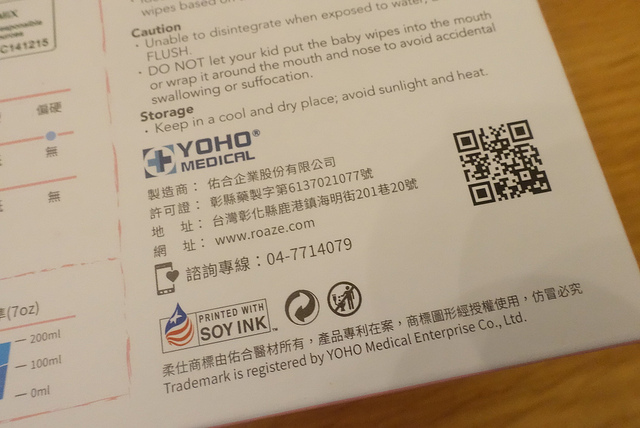 MIX
C141215
wipes based on
Caution
· Unable to disintegrate when exposed to water,
FLUSH.
· DO NOT let your kid put the baby wipes into the mouth
or wrap it around the mouth and nose to avoid accidental
swallowing or suffocation.
Storage
· Keep in a cool and dry place; avoid sunlight and heat.
偏硬
無
無
YOHO®
MEDICAL
製造商：佑合企業股份有限公司
許可證：彰縣藥製字第6137021077號
地　址：台灣彰化縣鹿港鎮海明街201巷20號
網　址：www.roaze.com
諮詢專線：04-7714079
PRINTED WITH
SOY INK™
(7oz)
200ml
100ml
0ml
柔仕商標由佑合醫材所有，產品專利在案，商標圖形經授權使用，仿冒必究
Trademark is registered by YOHO Medical Enterprise Co., Ltd.